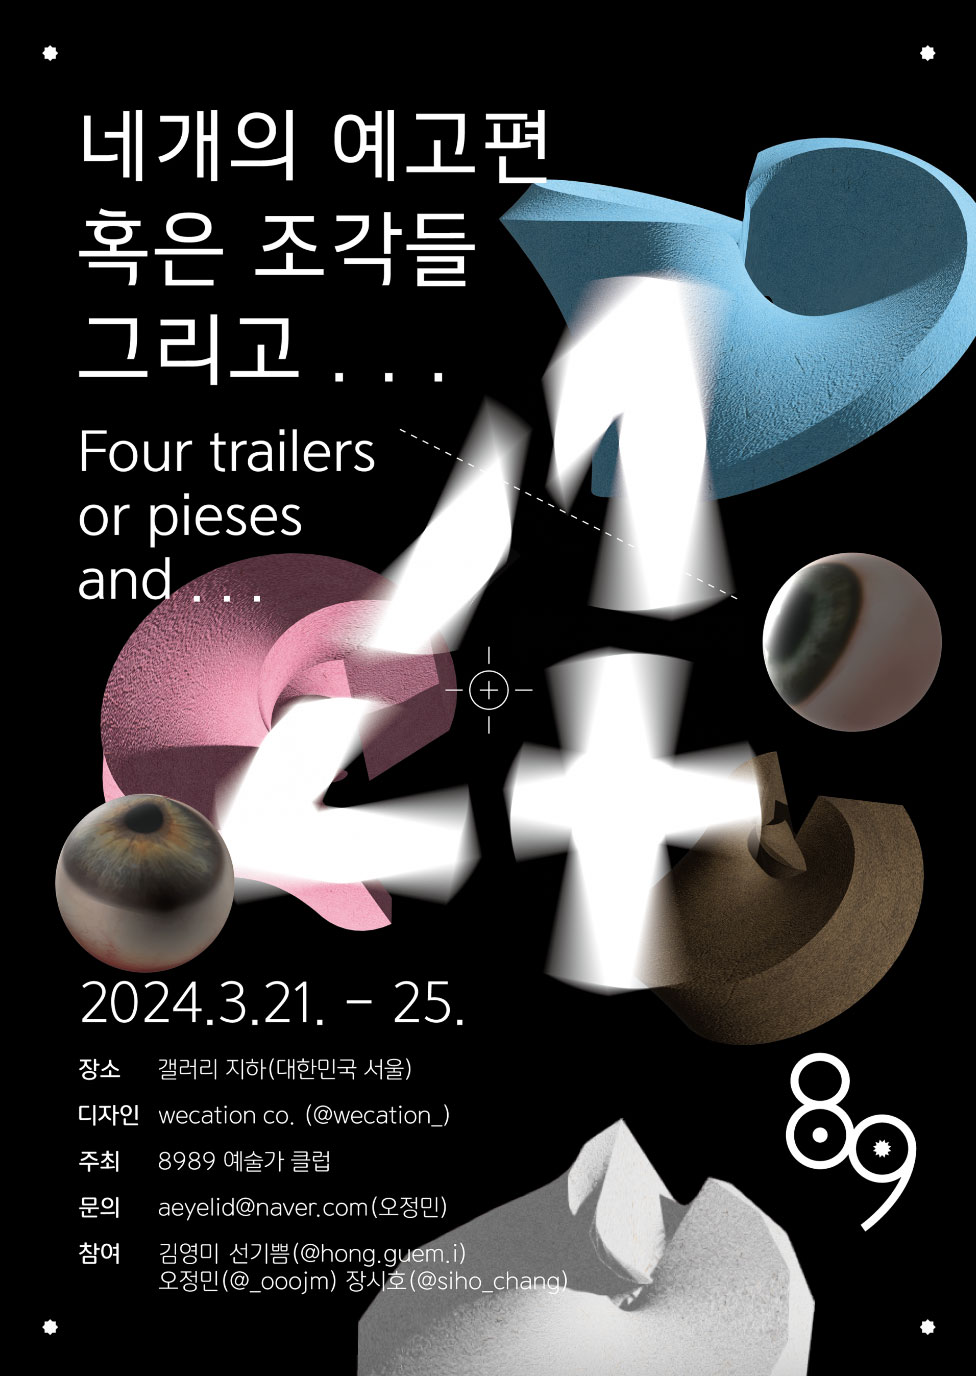 네개의 예고편
혹은 조각들
그리고 . . .
Four trailers
or pieses
and . . .
4+
2024.3.21. – 25.
장소 갤러리 지하(대한민국 서울)
디자인 wecation co. (@wecation_)
주최 8989 예술가 클럽
문의 aeyelid@naver.com(오정민)
참여 김영미 선기쁨(@hong.guem.i)
오정민(@_ooojm) 장시호(@siho_chang)
89